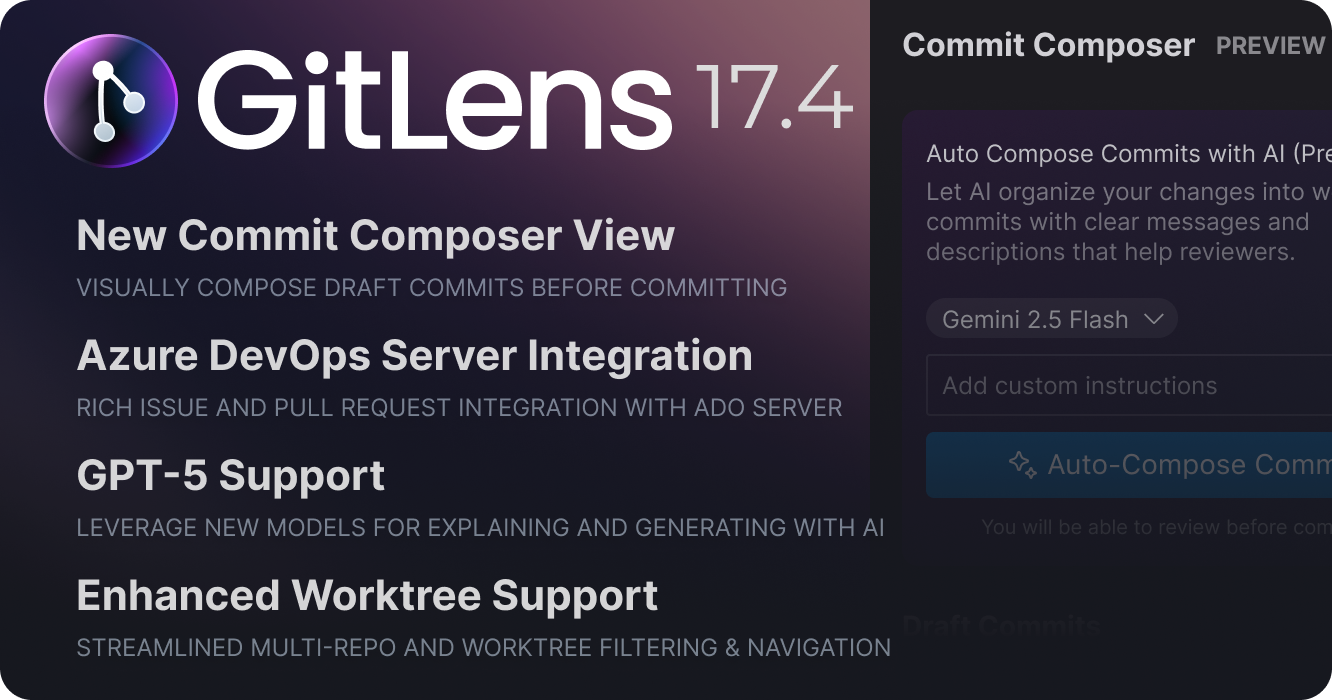 GitLens 17.4
New Commit Composer View
VISUALLY COMPOSE DRAFT COMMITS BEFORE COMMITTING
Azure DevOps Server Integration
RICH ISSUE AND PULL REQUEST INTEGRATION WITH ADO SERVER
GPT-5 Support
LEVERAGE NEW MODELS FOR EXPLAINING AND GENERATING WITH AI
Enhanced Worktree Support
STREAMLINED MULTI-REPO AND WORKTREE FILTERING & NAVIGATION
Commit Composer PREVIEW
Auto Compose Commits with AI (Pre
Let AI organize your changes into w
commits with clear messages and
descriptions that help reviewers.
Gemini 2.5 Flash
Add custom instructions
Auto-Compose Comm
You will be able to review before com
Draft Commits